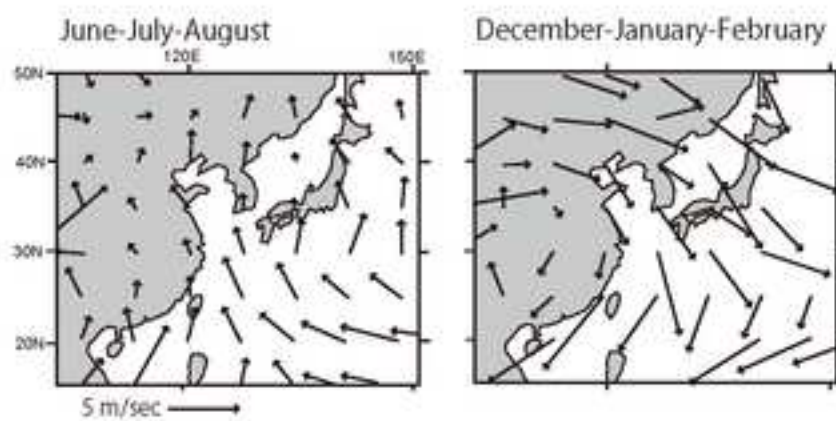 June-July-August
December-January-February
120E
150E
50N
40N
30N
20N
5 m/sec